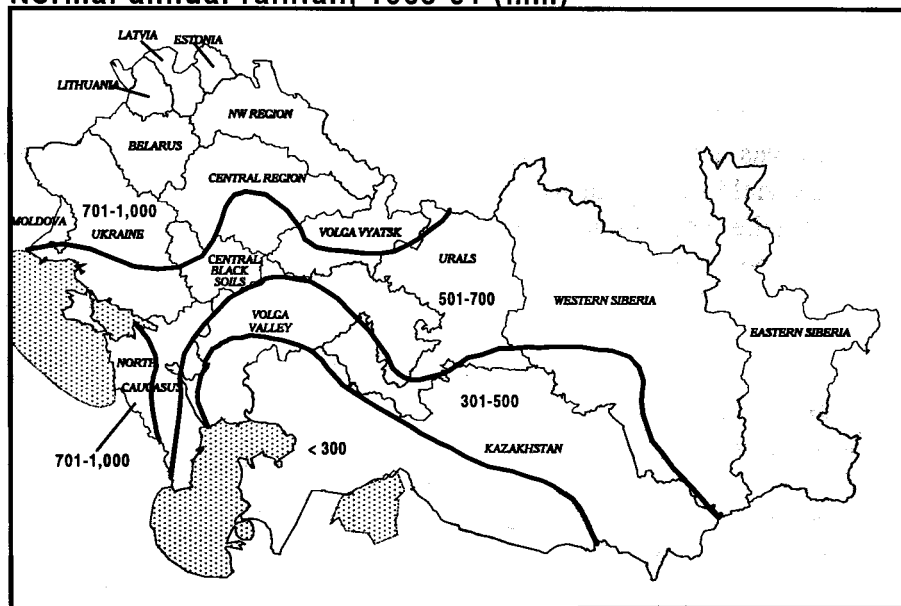 Normal annual rainfall, 1965-81 (mm)
LATVIA
ESTONIA
LITHUANIA
NW REGION
BELARUS
CENTRAL REGION
701-1,000
MOLDOVA
UKRAINE
VOLGA VYATSK
CENTRAL
BLACK
SOILS
URALS
501-700
WESTERN SIBERIA
VOLGA
VALLEY
EASTERN SIBERIA
NORTH
CAUCASUS
301-500
701-1,000
< 300
KAZAKHSTAN